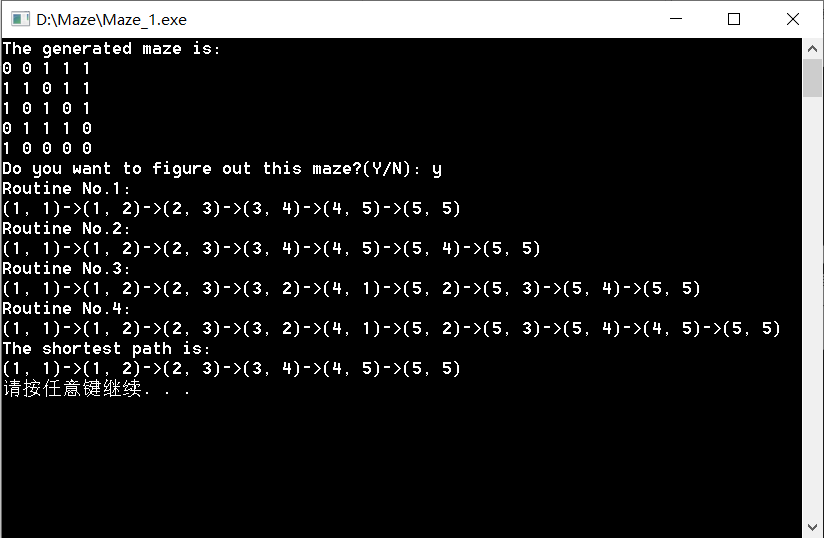 D:\Maze\Maze_1.exe
The generated maze is:
0 0 1 1 1
1 1 0 1 1
1 0 1 0 1
0 1 1 1 0
1 0 0 0 0
Do you want to figure out this maze?(Y/N): y
Routine No.1:
(1, 1)->(1, 2)->(2, 3)->(3, 4)->(4, 5)->(5, 5)
Routine No.2:
(1, 1)->(1, 2)->(2, 3)->(3, 4)->(4, 5)->(5, 4)->(5, 5)
Routine No.3:
(1, 1)->(1, 2)->(2, 3)->(3, 2)->(4, 1)->(5, 2)->(5, 3)->(5, 4)->(5, 5)
Routine No.4:
(1, 1)->(1, 2)->(2, 3)->(3, 2)->(4, 1)->(5, 2)->(5, 3)->(5, 4)->(4, 5)->(5, 5)
The shortest path is:
(1, 1)->(1, 2)->(2, 3)->(3, 4)->(4, 5)->(5, 5)
请按任意键继续. . .